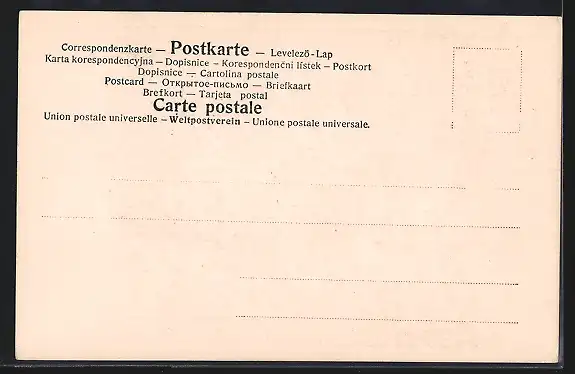 Correspondenzkarte — Postkarte — Levelező-Lap
Karta korespondencyjna — Dopisnice – Korespondenční lístek – Postkort
Dopisnice — Cartolina postale
Postcard — Открытое-письмо — Briefkaart
Brefkort — Tarjeta postal
Carte postale
Union postale universelle – Weltpostverein – Unione postale universale.